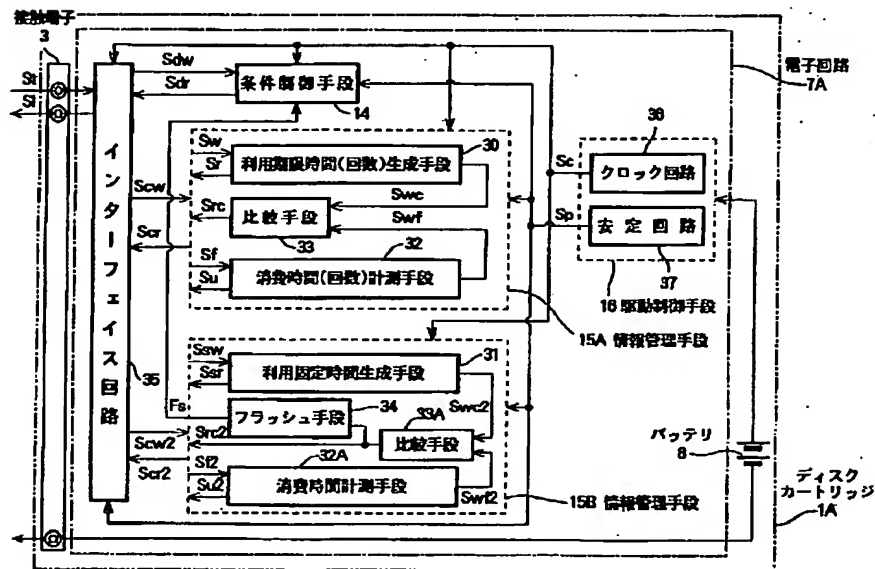 接触電子
3
S1
S2
インターフェイス回路
35
Sdw
Sdr
条件制御手段
14
電子回路
7A
Sw
Sr
利用期限時間(回数)生成手段
30
Scw
Scr
Src
比較手段
33
Swc
Swf
Sf
Su
消費時間(回数)計測手段
32
15A 情報管理手段
Sc
Sp
クロック回路
安定回路
37
16 駆動制御手段
Ssw
Ssr
利用固定時間生成手段
31
Fs
フラッシュ手段
34
Src2
Swc2
33A
比較手段
Scw2
Scr2
Sf2
Su2
32A
消費時間計測手段
Swf2
15B 情報管理手段
バッテリ
8
ディスク
カートリッジ
1A